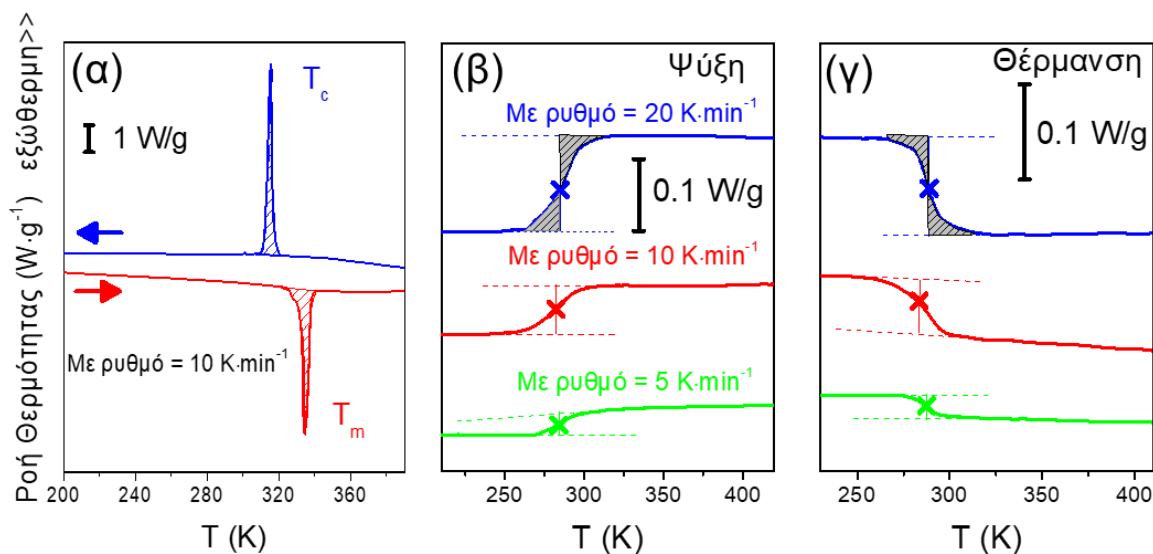 Ροή Θερμότητας (W·g⁻¹) εξώθερμη>>
(α)
T_c
1 W/g
Με ρυθμό = 10 K·min⁻¹
T_m
200 240 280 320 360
T (K)
(β)
Ψύξη
Με ρυθμό = 20 K·min⁻¹
0.1 W/g
Με ρυθμό = 10 K·min⁻¹
Με ρυθμό = 5 K·min⁻¹
250 300 350 400
T (K)
(γ)
Θέρμανση
0.1 W/g
250 300 350 400
T (K)